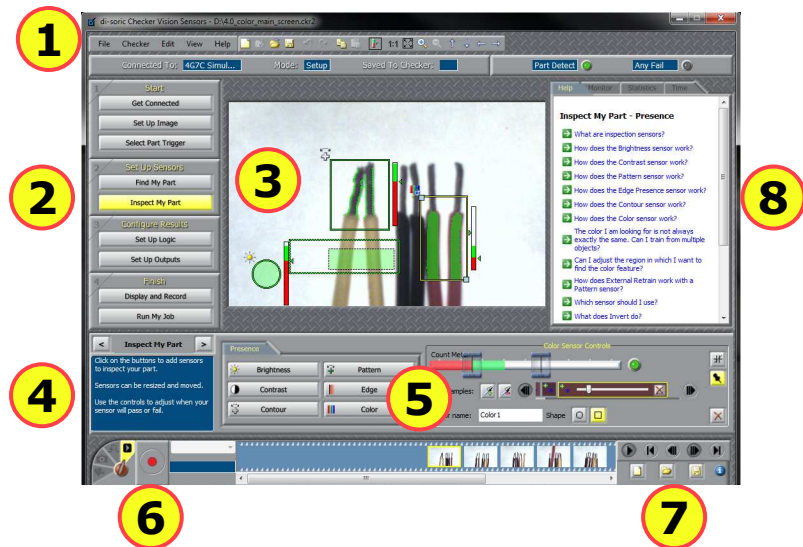 di-soric Checker Vision Sensors - D:\4.0_color_main_screen.ckr2
1
File Checker Edit View Help
1:1
Connected To: 4G7C Simul... Mode: Setup Saved To Checker:
Part Detect Any Fail
1 Start
Get Connected
Set Up Image
Select Part Trigger
2 Set Up Sensors
Find My Part
Inspect My Part
3 Configure Results
Set Up Logic
Set Up Outputs
4 Finish
Display and Record
Run My Job
2
3
Help Monitor Statistics Time
Inspect My Part - Presence
What are inspection sensors?
How does the Brightness sensor work?
How does the Contrast sensor work?
How does the Pattern sensor work?
How does the Edge Presence sensor work?
How does the Contour sensor work?
How does the Color sensor work?
The color I am looking for is not always
exactly the same. Can I train from multiple
objects?
Can I adjust the region in which I want to
find the color feature?
How does External Retrain work with a
Pattern sensor?
Which sensor should I use?
What does Invert do?
8
< Inspect My Part >
Click on the buttons to add sensors
to inspect your part.
Sensors can be resized and moved.
Use the controls to adjust when your
sensor will pass or fail.
4
Presence
Brightness Pattern
Contrast Edge
Contour Color
5
Color Sensor Controls
Count Me!
mples:
name: Color 1 Shape
6
7